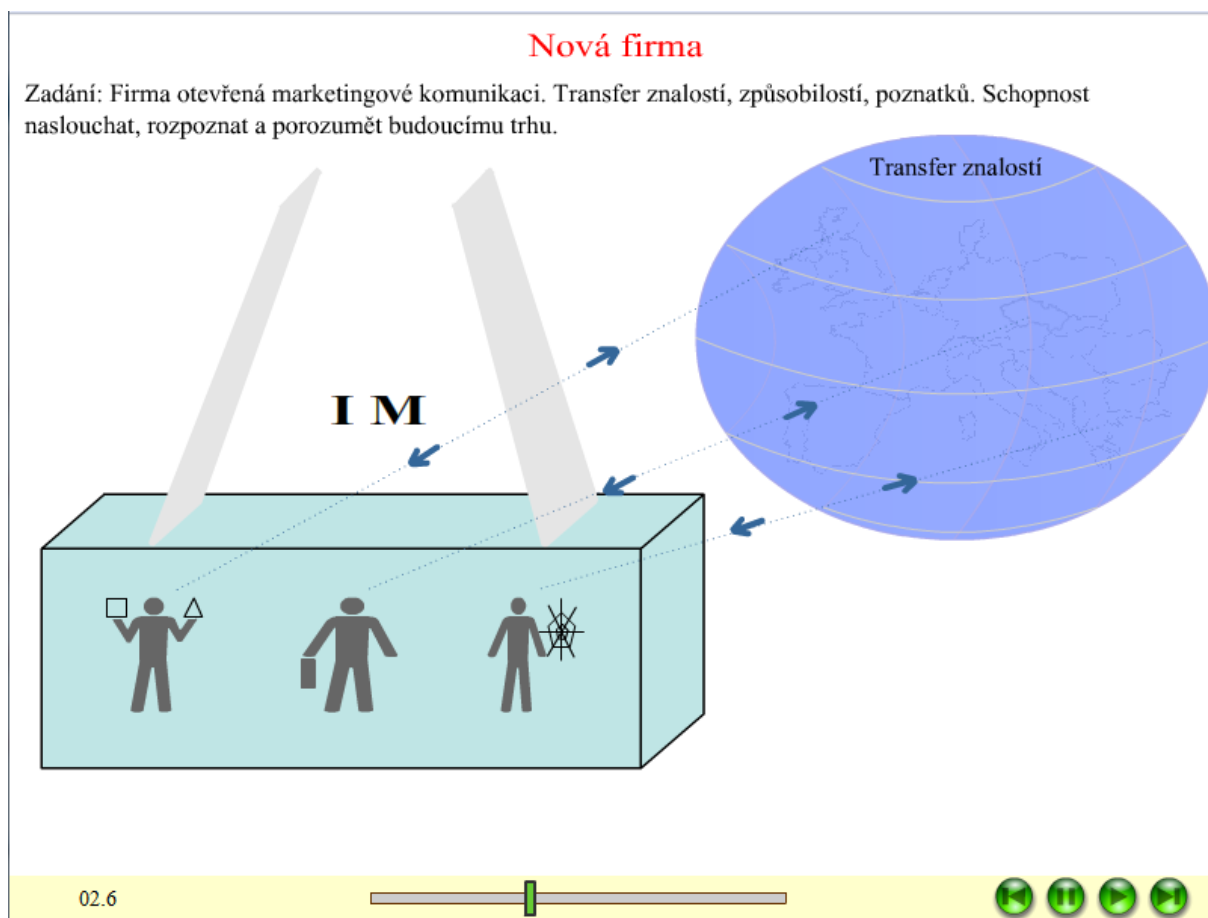 Nová firma
Zadání: Firma otevřená marketingové komunikaci. Transfer znalostí, způsobilostí, poznatků. Schopnost
naslouchat, rozpoznat a porozumět budoucímu trhu.
Transfer znalostí
I M
02.6